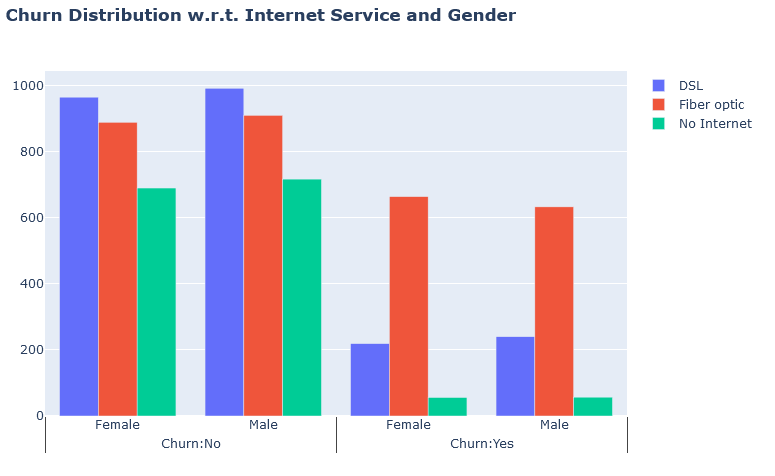 Churn Distribution w.r.t. Internet Service and Gender
DSL
Fiber optic
No Internet
1000
800
600
400
200
0
Female Male Female Male
Churn:No Churn:Yes